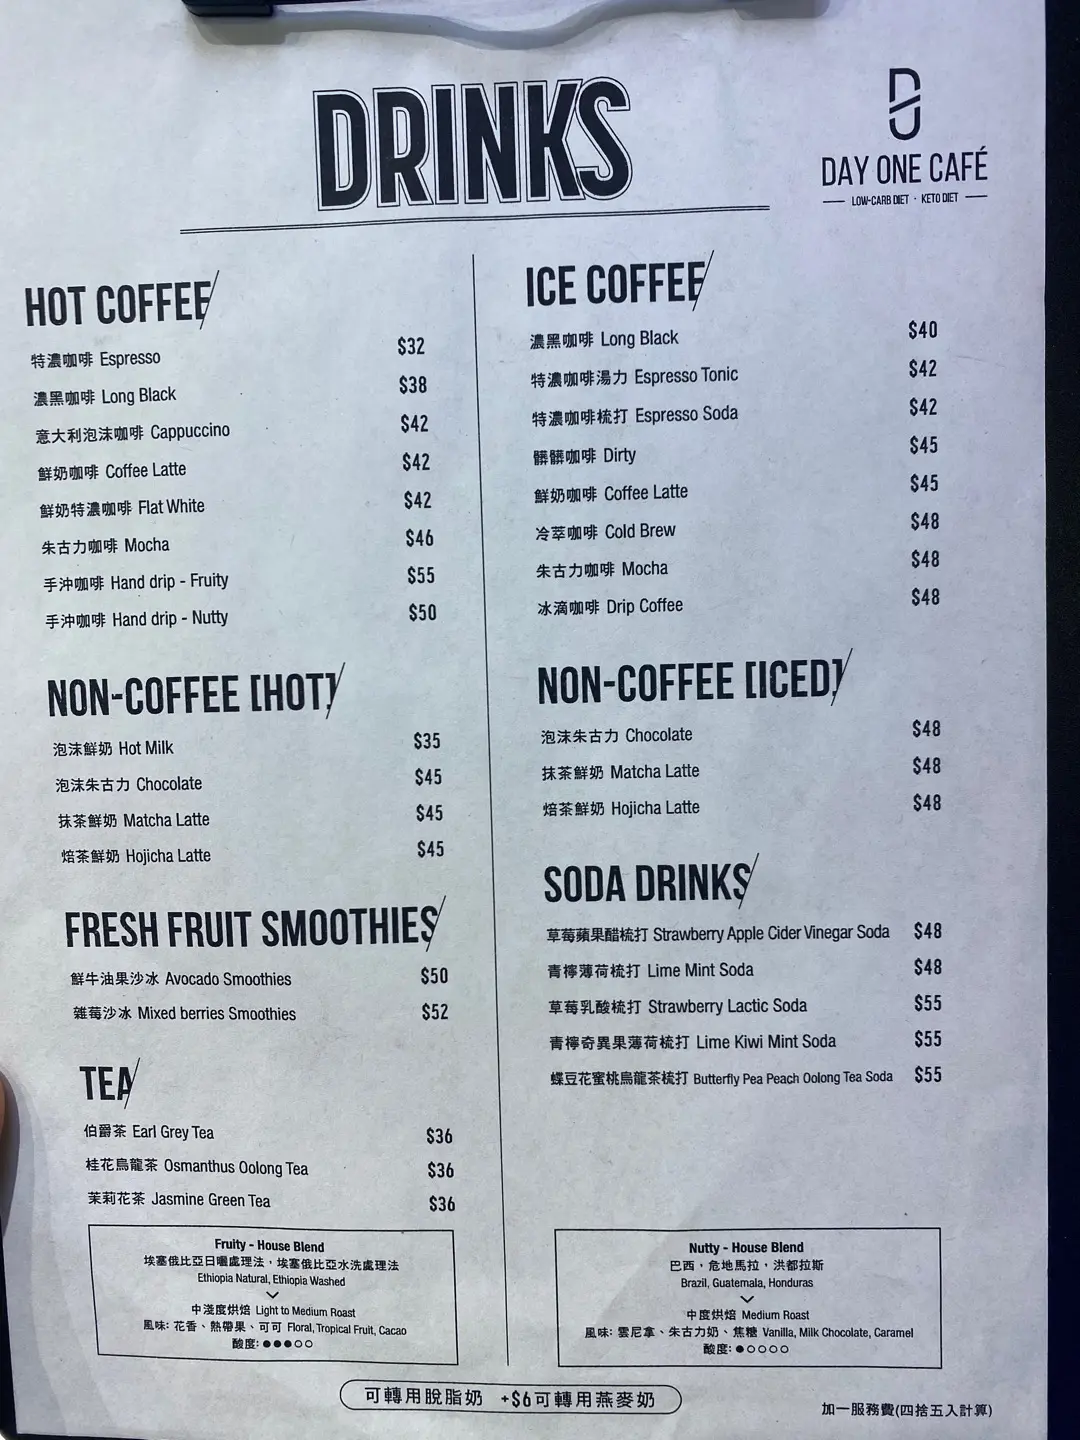 DRINKS
DAY ONE CAFÉ
LOW-CARB DIET · KETO DIET
HOT COFFEE
特濃咖啡 Espresso $32
濃黑咖啡 Long Black $38
意大利泡沫咖啡 Cappuccino $42
鮮奶咖啡 Coffee Latte $42
鮮奶特濃咖啡 Flat White $42
朱古力咖啡 Mocha $46
手沖咖啡 Hand drip - Fruity $55
手沖咖啡 Hand drip - Nutty $50
NON-COFFEE [HOT]
泡沫鮮奶 Hot Milk $35
泡沫朱古力 Chocolate $45
抹茶鮮奶 Matcha Latte $45
焙茶鮮奶 Hojicha Latte $45
FRESH FRUIT SMOOTHIES
鮮牛油果沙冰 Avocado Smoothies $50
雜莓沙冰 Mixed berries Smoothies $52
TEA
伯爵茶 Earl Grey Tea $36
桂花烏龍茶 Osmanthus Oolong Tea $36
茉莉花茶 Jasmine Green Tea $36
Fruity - House Blend
埃塞俄比亞日曬處理法，埃塞俄比亞水洗處理法
Ethiopia Natural, Ethiopia Washed
中淺度烘焙 Light to Medium Roast
風味: 花香、熱帶果、可可 Floral, Tropical Fruit, Cacao
酸度: ●●●○○
ICE COFFEE
濃黑咖啡 Long Black $40
特濃咖啡湯力 Espresso Tonic $42
特濃咖啡梳打 Espresso Soda $42
髒髒咖啡 Dirty $45
鮮奶咖啡 Coffee Latte $45
冷萃咖啡 Cold Brew $48
朱古力咖啡 Mocha $48
冰滴咖啡 Drip Coffee $48
NON-COFFEE [ICED]
泡沫朱古力 Chocolate $48
抹茶鮮奶 Matcha Latte $48
焙茶鮮奶 Hojicha Latte $48
SODA DRINKS
草莓蘋果醋梳打 Strawberry Apple Cider Vinegar Soda $48
青檸薄荷梳打 Lime Mint Soda $48
草莓乳酸梳打 Strawberry Lactic Soda $55
青檸奇異果薄荷梳打 Lime Kiwi Mint Soda $55
蝶豆花蜜桃烏龍茶梳打 Butterfly Pea Peach Oolong Tea Soda $55
Nutty - House Blend
巴西，危地馬拉，洪都拉斯
Brazil, Guatemala, Honduras
中度烘焙 Medium Roast
風味: 雲尼拿、朱古力奶、焦糖 Vanilla, Milk Chocolate, Caramel
酸度: ●○○○○
可轉用脫脂奶 +$6可轉用燕麥奶
加一服務費(四捨五入計算)